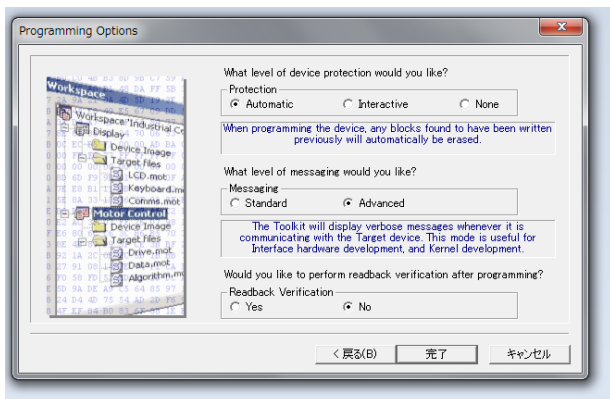 Programming Options
What level of device protection would you like?
Protection
Automatic
Interactive
None
When programming the device, any blocks found to have been written
previously will automatically be erased.
What level of messaging would you like?
Messaging
Standard
Advanced
The Toolkit will display verbose messages whenever it is
communicating with the Target device. This mode is useful for
Interface hardware development, and Kernel development.
Would you like to perform readback verification after programming?
Readback Verification
Yes
No
Workspace
Workspace "Industrial Ce
Display
Device Image
Target files
LCD.mot
Keyboard.m
Comms.mot
Motor Control
Device Image
Target files
Drive.mot
Data.mot
Algorithm.m
< 戻る(B)
完了
キャンセル